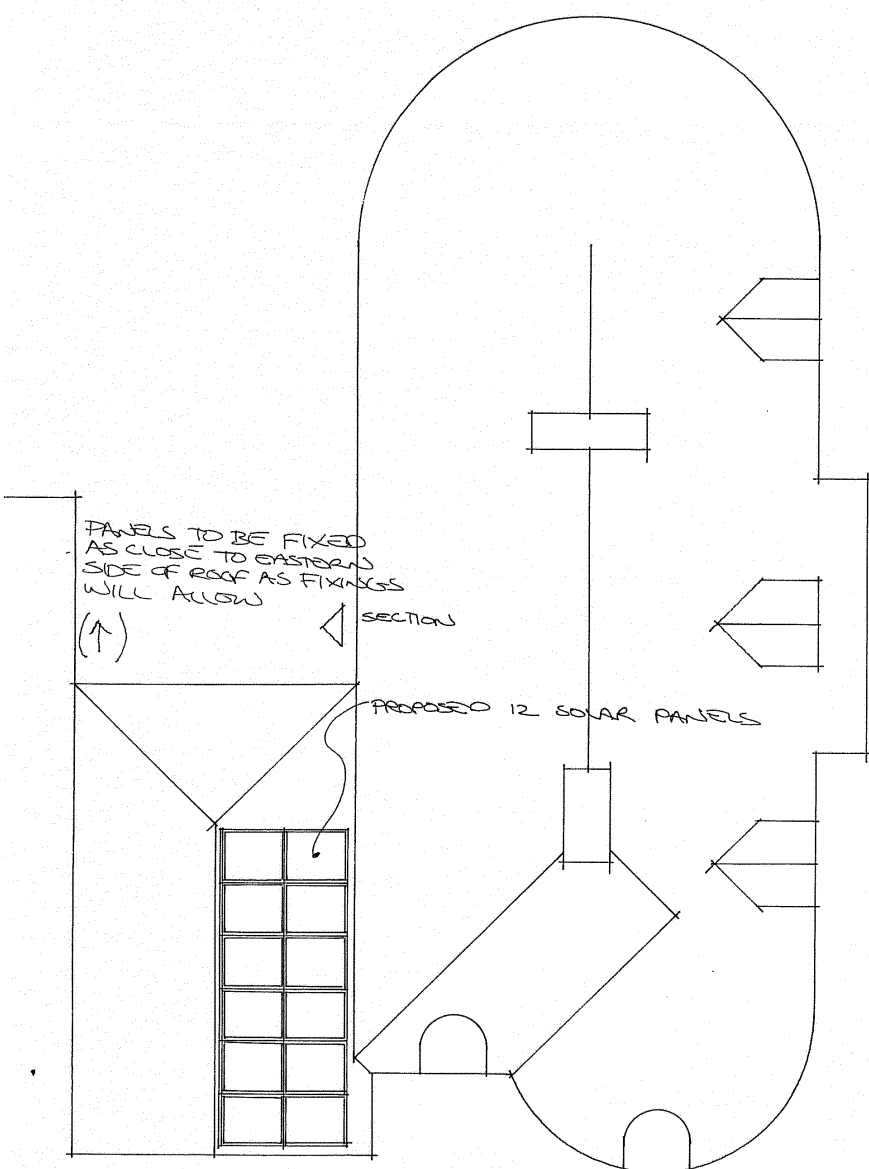 PANELS TO BE FIXED
AS CLOSE TO EASTERN
SIDE OF ROOF AS FIXINGS
WILL ALLOW
(↑)
SECTION
PROPOSED 12 SOLAR PANELS